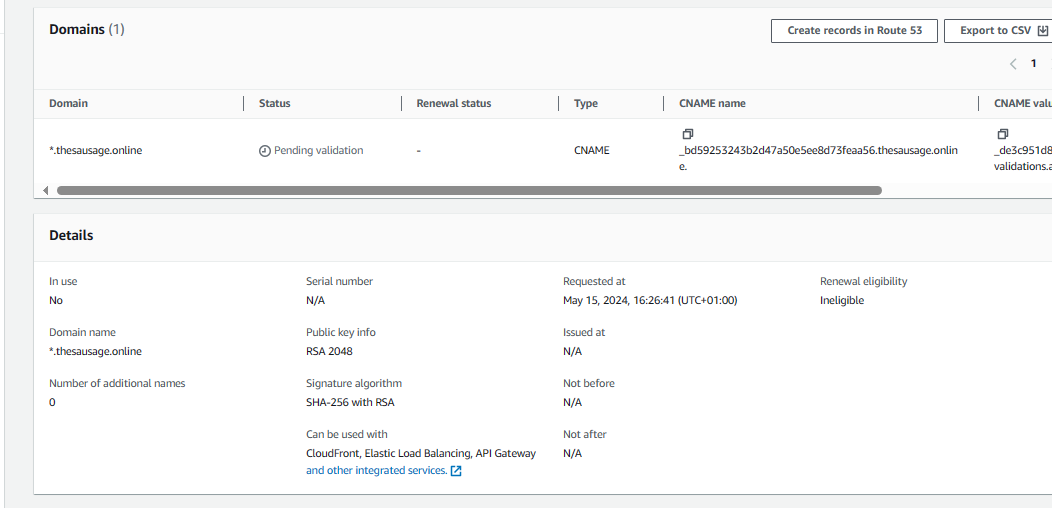 Domains (1)
Create records in Route 53
Export to CSV
1
Domain
Status
Renewal status
Type
CNAME name
CNAME valu
*.thesausage.online
Pending validation
-
CNAME
_bd59253243b2d47a50e5ee8d73feaa56.thesausage.onlin
e.
_de3c951d8
validations.a
Details
In use
No
Serial number
N/A
Requested at
May 15, 2024, 16:26:41 (UTC+01:00)
Renewal eligibility
Ineligible
Domain name
*.thesausage.online
Public key info
RSA 2048
Issued at
N/A
Number of additional names
0
Signature algorithm
SHA-256 with RSA
Not before
N/A
Can be used with
CloudFront, Elastic Load Balancing, API Gateway
and other integrated services.
Not after
N/A